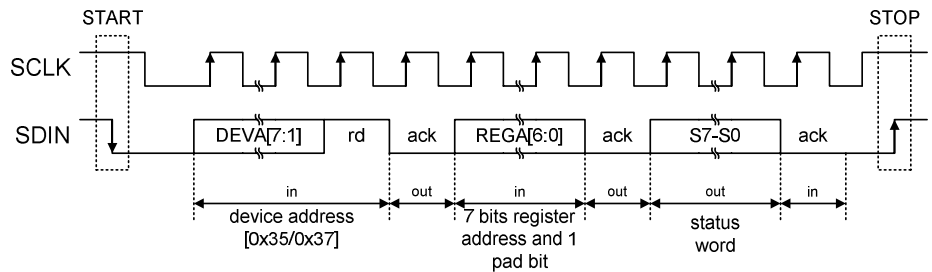 START
STOP
SCLK
SDIN
DEVA[7:1]
rd
ack
REGA[6:0]
ack
S7-S0
ack
in
out
in
out
out
in
device address
[0x35/0x37]
7 bits register
address and 1
pad bit
status
word